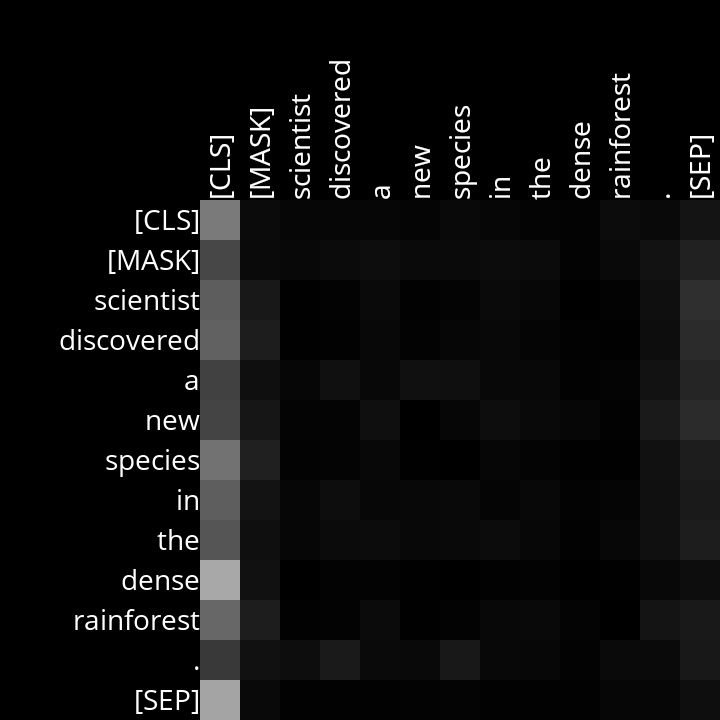 [CLS]
[MASK]
scientist
discovered
a
new
species
in
the
dense
rainforest
.
[SEP]
[CLS]
[MASK]
scientist
discovered
a
new
species
in
the
dense
rainforest
.
[SEP]